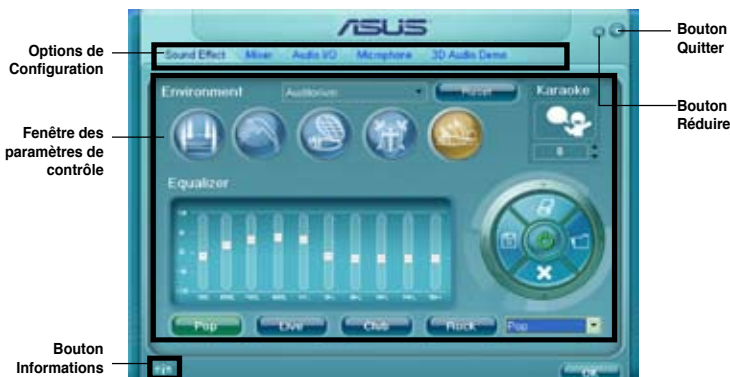 ASUS
Bouton
Quitter
Options de
Configuration
Sound Effect Mixer Audio I/O Microphone 3D Audio Demo
Bouton
Réduire
Environment Auditorium Reset Karaoke
Fenêtre des
paramètres de
contrôle
0
Equalizer
Pop Live Club Rock Pop
Bouton
Informations
OK